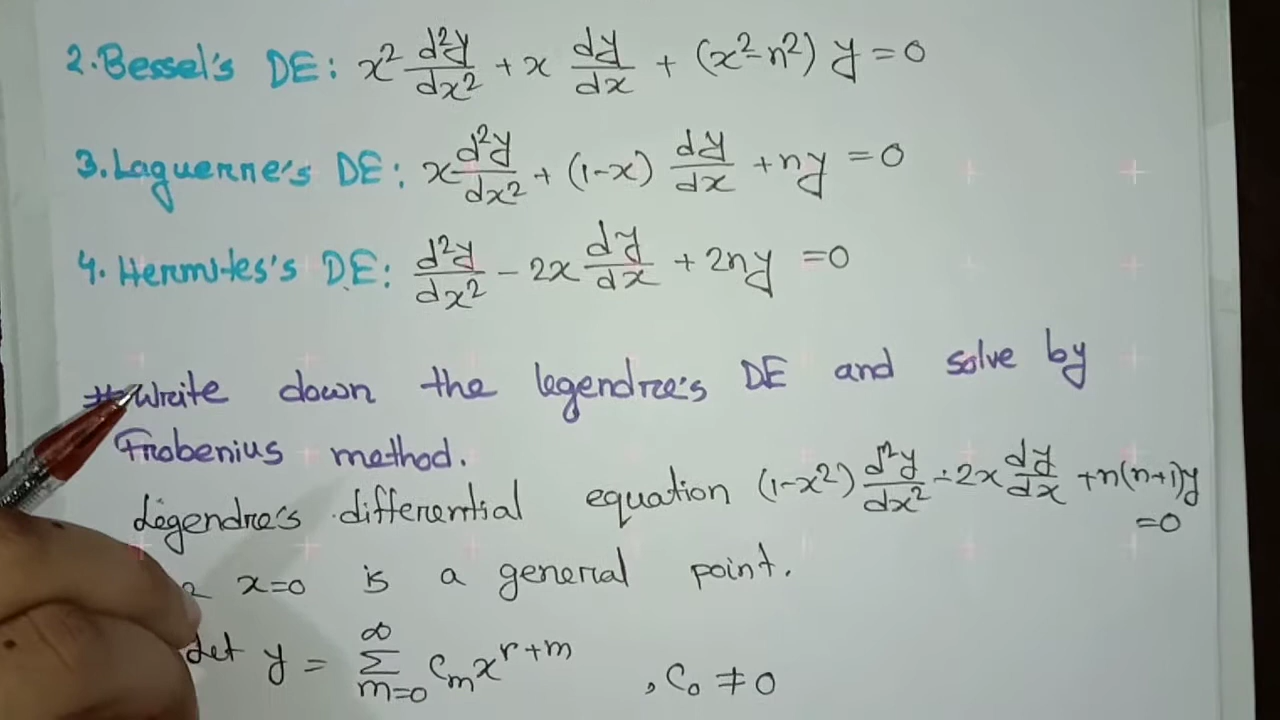 2. Bessel's DE: x² d²y/dx² + x dy/dx + (x²-n²) y = 0
3. Laguerre's DE: x d²y/dx² + (1-x) dy/dx + ny = 0
4. Hermites's DE: d²y/dx² - 2x dy/dx + 2ny = 0
Write down the legendre's DE and solve by
Frobenius method.
Legendre's differential equation (1-x²) d²y/dx² - 2x dy/dx + n(n+1)y
=0
x=0 is a general point.
Let y = ∞∑m=0 Cₘx^(r+m) , C₀ ≠ 0